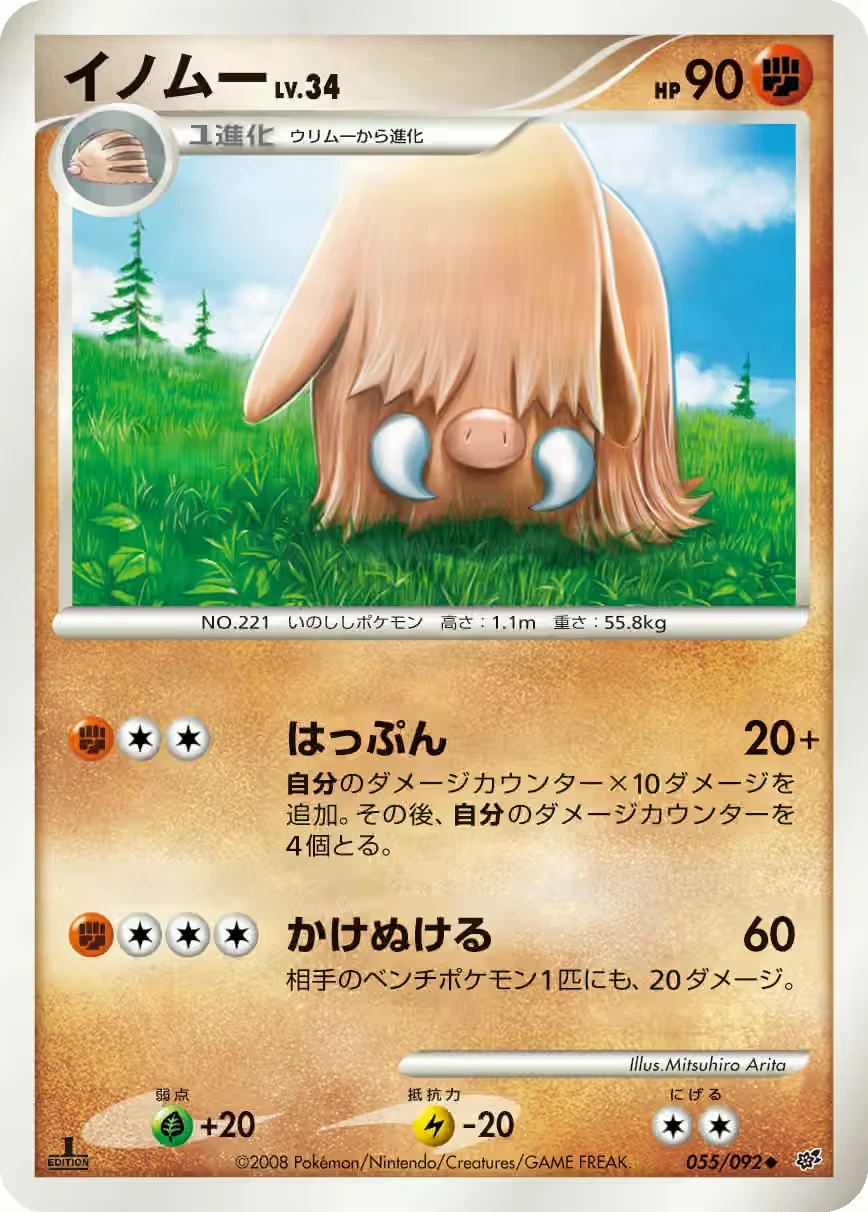 イノムー LV.34 HP 90
1進化 ウリムーから進化
NO.221 いのししポケモン 高さ：1.1m 重さ：55.8kg
はっぷん 20+
自分のダメージカウンター×10ダメージを
追加。その後、自分のダメージカウンターを
4個とる。
かけぬける 60
相手のベンチポケモン1匹にも、20ダメージ。
Illus.Mitsuhiro Arita
弱点 抵抗力 にげる
+20 -20
1 EDITION ©2008 Pokémon/Nintendo/Creatures/GAME FREAK. 055/092◆